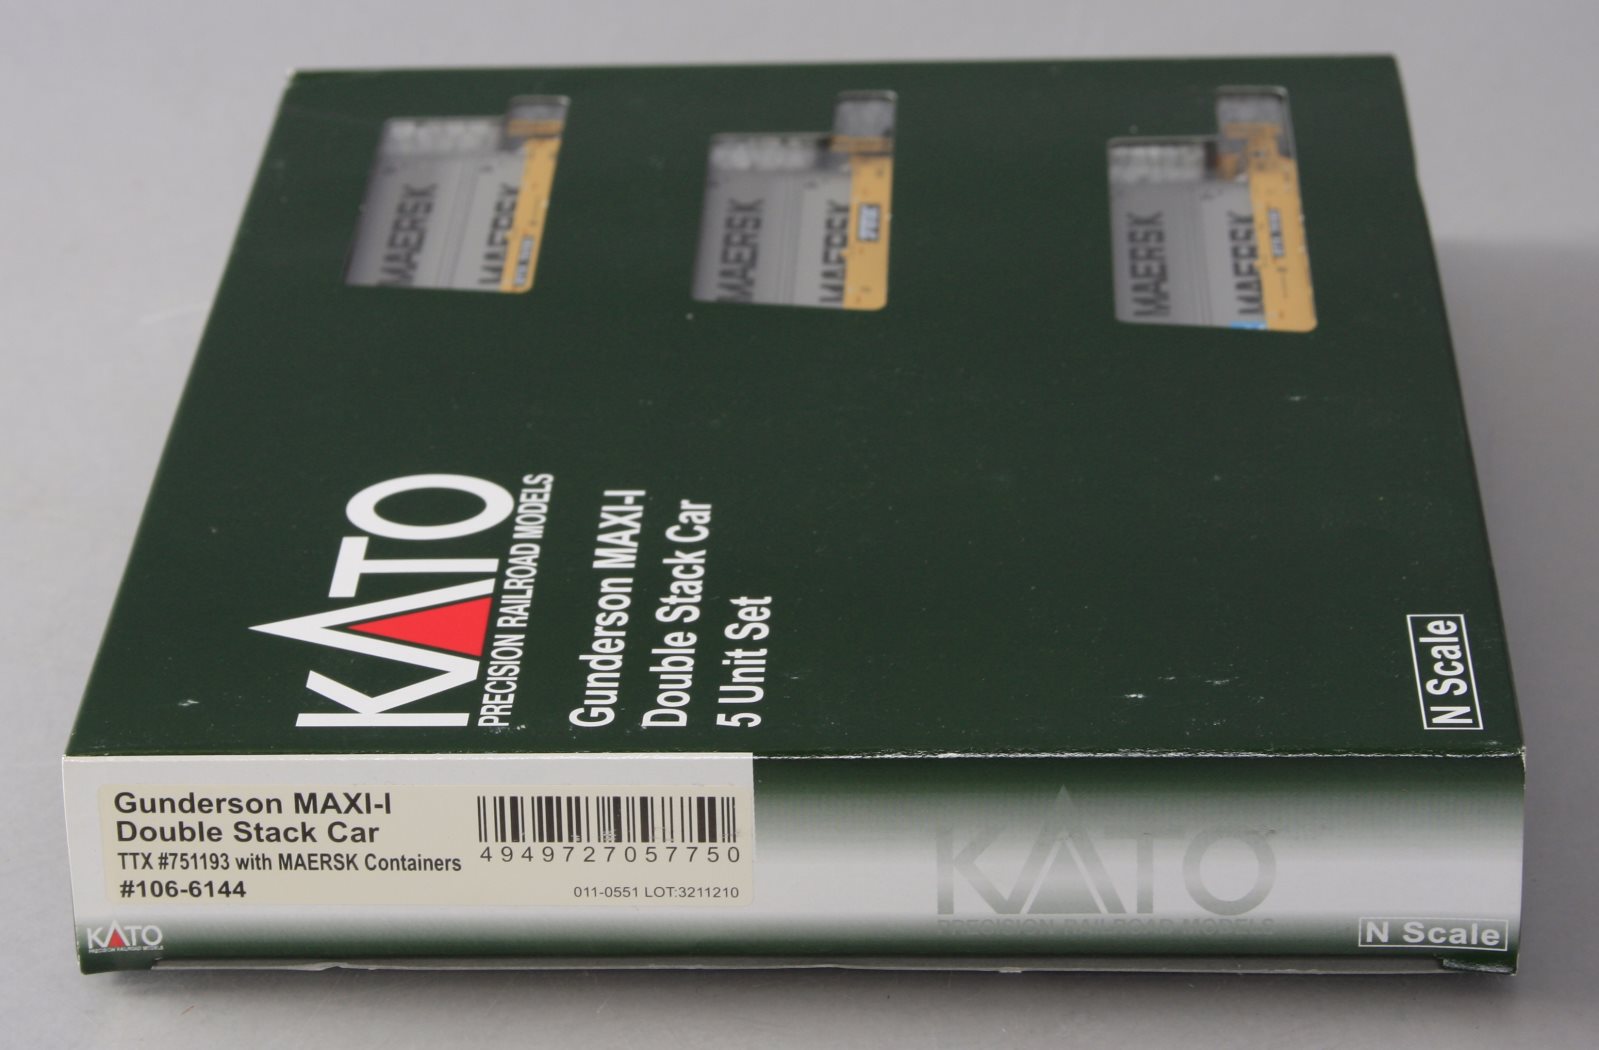 MAERSK
MAERSK
MAERSK
MAERSK
TTX
MAERSK
MAERSK
KATO
PRECISION RAILROAD MODELS
Gunderson MAXI-I
Double Stack Car
5 Unit Set
N Scale
Gunderson MAXI-I
Double Stack Car
TTX #751193 with MAERSK Containers
#106-6144
4949727057750
011-0551 LOT:3211210
KATO
PRECISION RAILROAD MODELS
KATO
PRECISION RAILROAD MODELS
N Scale